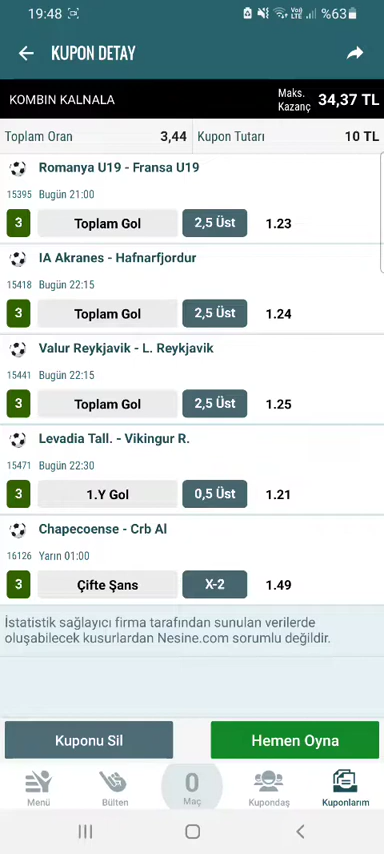 19:48 %63
KUPON DETAY
KOMBIN KALNALA Maks. Kazanç 34,37 TL
Toplam Oran 3,44 Kupon Tutarı 10 TL
Romanya U19 - Fransa U19
15395 Bugün 21:00
3 Toplam Gol 2,5 Üst 1.23
IA Akranes - Hafnarfjordur
15418 Bugün 22:15
3 Toplam Gol 2,5 Üst 1.24
Valur Reykjavik - L. Reykjavik
15441 Bugün 22:15
3 Toplam Gol 2,5 Üst 1.25
Levadia Tall. - Vikingur R.
15471 Bugün 22:30
3 1.Y Gol 0,5 Üst 1.21
Chapecoense - Crb Al
16126 Yarın 01:00
3 Çifte Şans X-2 1.49
İstatistik sağlayıcı firma tarafından sunulan verilerde
oluşabilecek kusurlardan Nesine.com sorumlu değildir.
Kuponu Sil Hemen Oyna
0
Menü Bülten Maç Kupondaş Kuponlarım